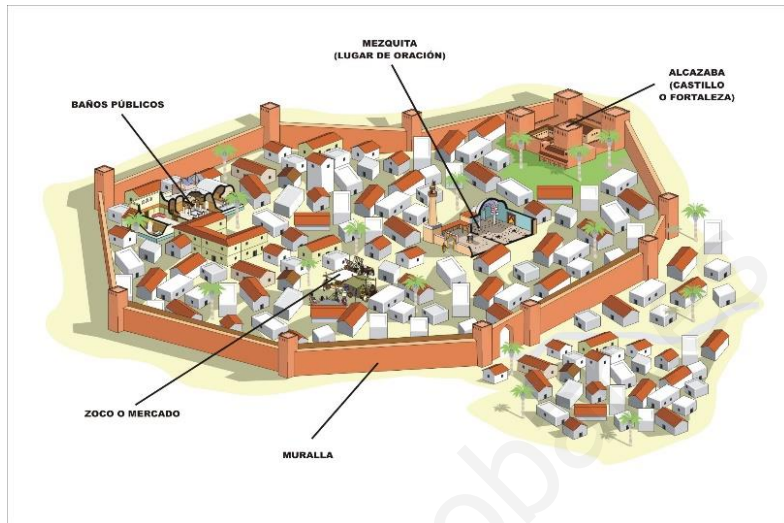 MEZQUITA
(LUGAR DE ORACIÓN)
ALCAZABA
(CASTILLO
O FORTALEZA)
BAÑOS PÚBLICOS
ZOCO O MERCADO
MURALLA